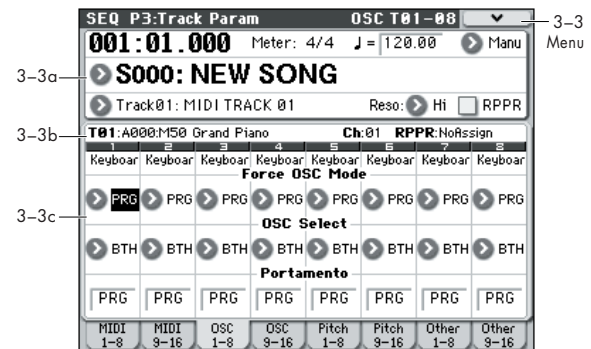 SEQ P3:Track Param OSC T01-08
3–3
Menu
001:01.000 Meter: 4/4 ♩= 120.00 Manu
3–3a
S000: NEW SONG
Track01: MIDI TRACK 01 Reso: Hi RPPR
3–3b
T01:A000:M50 Grand Piano Ch:01 RPPR:NoAssign
1 2 3 4 5 6 7 8
Keyboar Keyboar Keyboar Keyboar Keyboar Keyboar Keyboar Keyboar
Force OSC Mode
3–3c
PRG PRG PRG PRG PRG PRG PRG PRG
OSC Select
BTH BTH BTH BTH BTH BTH BTH BTH
Portamento
PRG PRG PRG PRG PRG PRG PRG PRG
MIDI MIDI OSC OSC Pitch Pitch Other Other
1-8 9-16 1-8 9-16 1-8 9-16 1-8 9-16